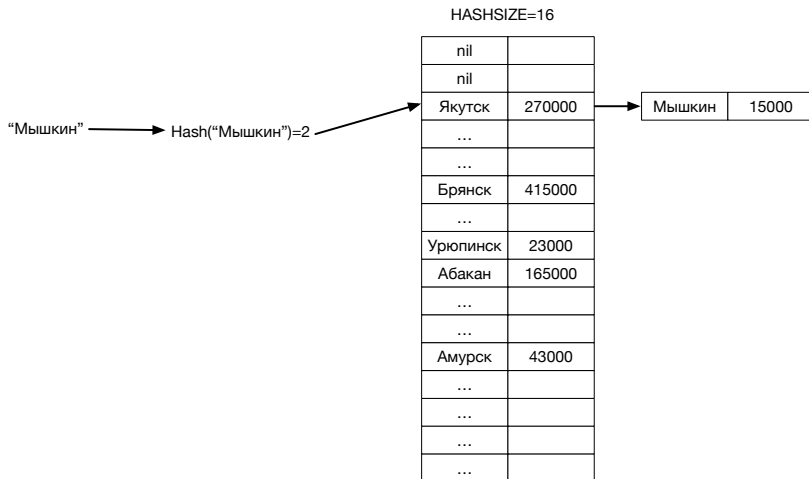 HASHSIZE=16
nil
nil
Якутск 270000 Мышкин 15000
“Мышкин” Hash(“Мышкин”)=2
…
…
Брянск 415000
…
Урюпинск 23000
Абакан 165000
…
…
Амурск 43000
…
…
…
…